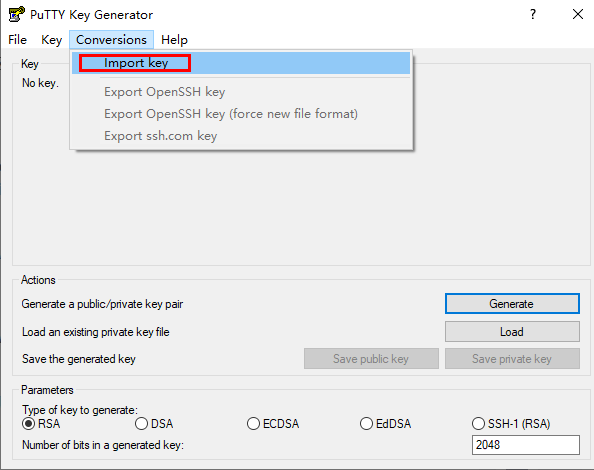 PuTTY Key Generator
?
File Key Conversions Help
Key
Import key
No key.
Export OpenSSH key
Export OpenSSH key (force new file format)
Export ssh.com key
Actions
Generate a public/private key pair
Generate
Load an existing private key file
Load
Save the generated key
Save public key
Save private key
Parameters
Type of key to generate:
RSA DSA ECDSA EdDSA SSH-1 (RSA)
Number of bits in a generated key:
2048